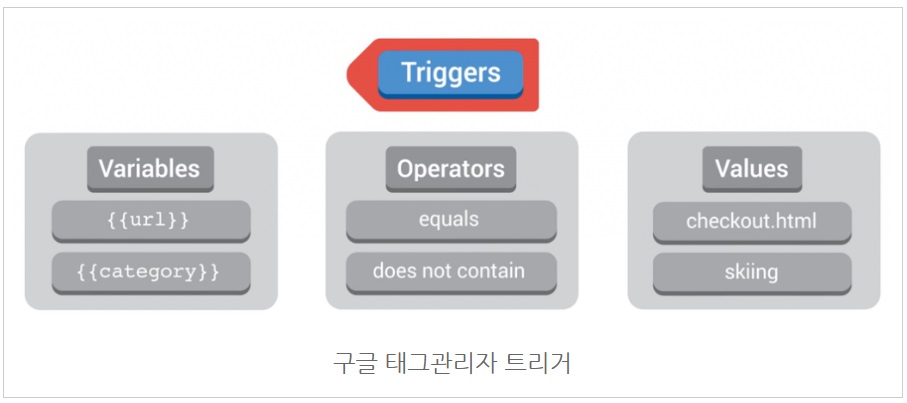 Triggers
Variables
{{url}}
{{category}}
Operators
equals
does not contain
Values
checkout.html
skiing
구글 태그관리자 트리거